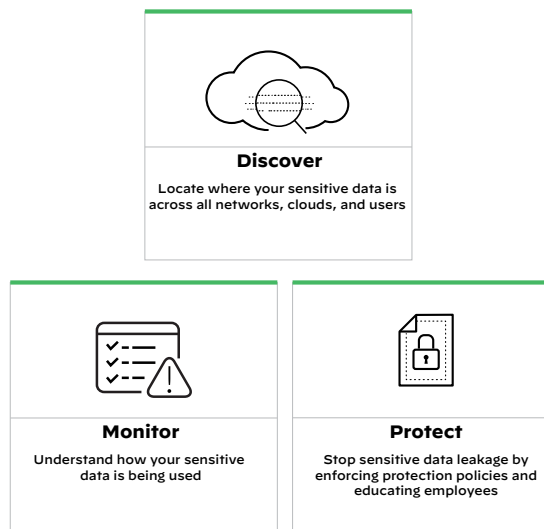 Discover
Locate where your sensitive data is
across all networks, clouds, and users
Monitor
Understand how your sensitive
data is being used
Protect
Stop sensitive data leakage by
enforcing protection policies and
educating employees